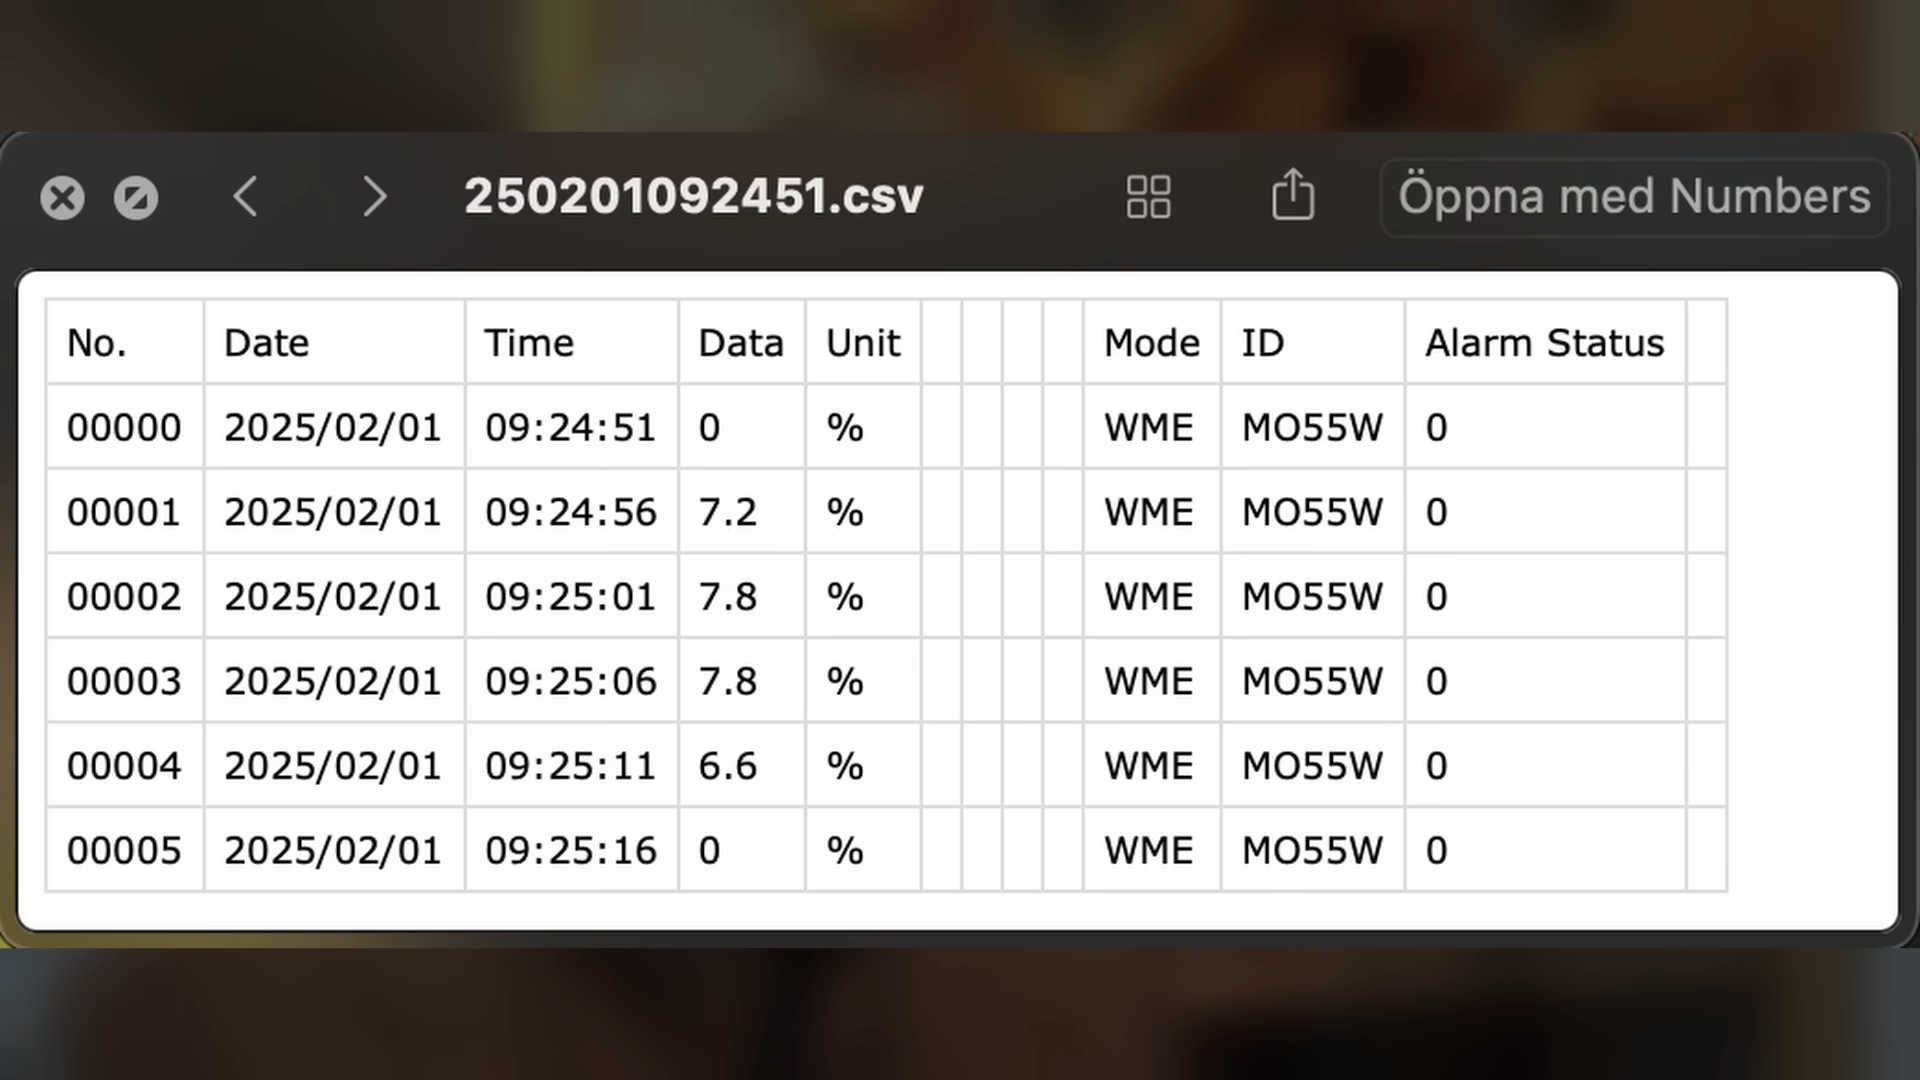 250201092451.csv Öppna med Numbers
No. Date Time Data Unit Mode ID Alarm Status
00000 2025/02/01 09:24:51 0 % WME MO55W 0
00001 2025/02/01 09:24:56 7.2 % WME MO55W 0
00002 2025/02/01 09:25:01 7.8 % WME MO55W 0
00003 2025/02/01 09:25:06 7.8 % WME MO55W 0
00004 2025/02/01 09:25:11 6.6 % WME MO55W 0
00005 2025/02/01 09:25:16 0 % WME MO55W 0